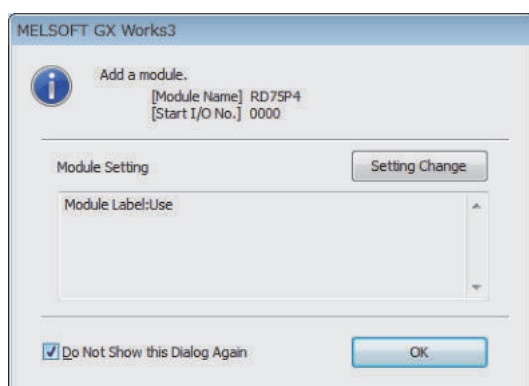 MELSOFT GX Works3
Add a module.
[Module Name] RD75P4
[Start I/O No.] 0000
Module Setting
Setting Change
Module Label:Use
Do Not Show this Dialog Again
OK